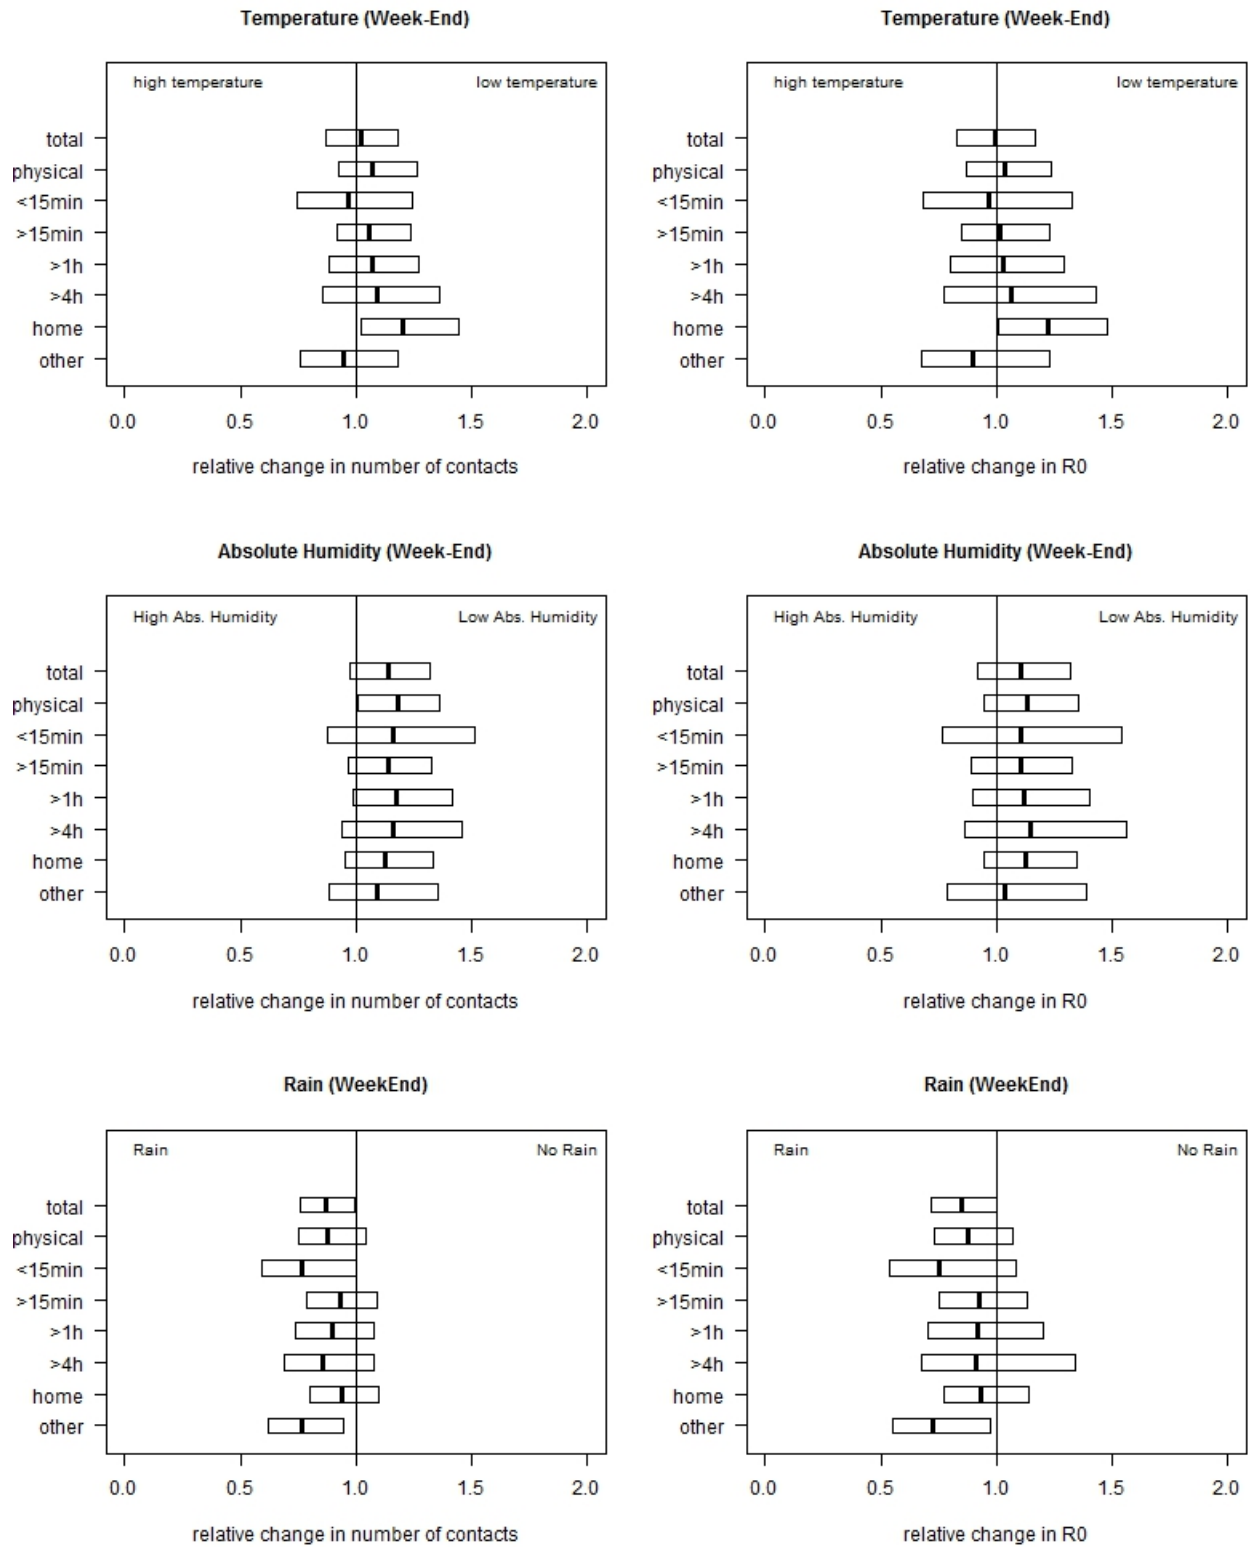 Temperature (Week-End)
high temperature
low temperature
total
physical
<15min
>15min
>1h
>4h
home
other
0.0 0.5 1.0 1.5 2.0
relative change in number of contacts
Temperature (Week-End)
high temperature
low temperature
total
physical
<15min
>15min
>1h
>4h
home
other
0.0 0.5 1.0 1.5 2.0
relative change in R0
Absolute Humidity (Week-End)
High Abs. Humidity
Low Abs. Humidity
total
physical
<15min
>15min
>1h
>4h
home
other
0.0 0.5 1.0 1.5 2.0
relative change in number of contacts
Absolute Humidity (Week-End)
High Abs. Humidity
Low Abs. Humidity
total
physical
<15min
>15min
>1h
>4h
home
other
0.0 0.5 1.0 1.5 2.0
relative change in R0
Rain (WeekEnd)
Rain
No Rain
total
physical
<15min
>15min
>1h
>4h
home
other
0.0 0.5 1.0 1.5 2.0
relative change in number of contacts
Rain (WeekEnd)
Rain
No Rain
total
physical
<15min
>15min
>1h
>4h
home
other
0.0 0.5 1.0 1.5 2.0
relative change in R0